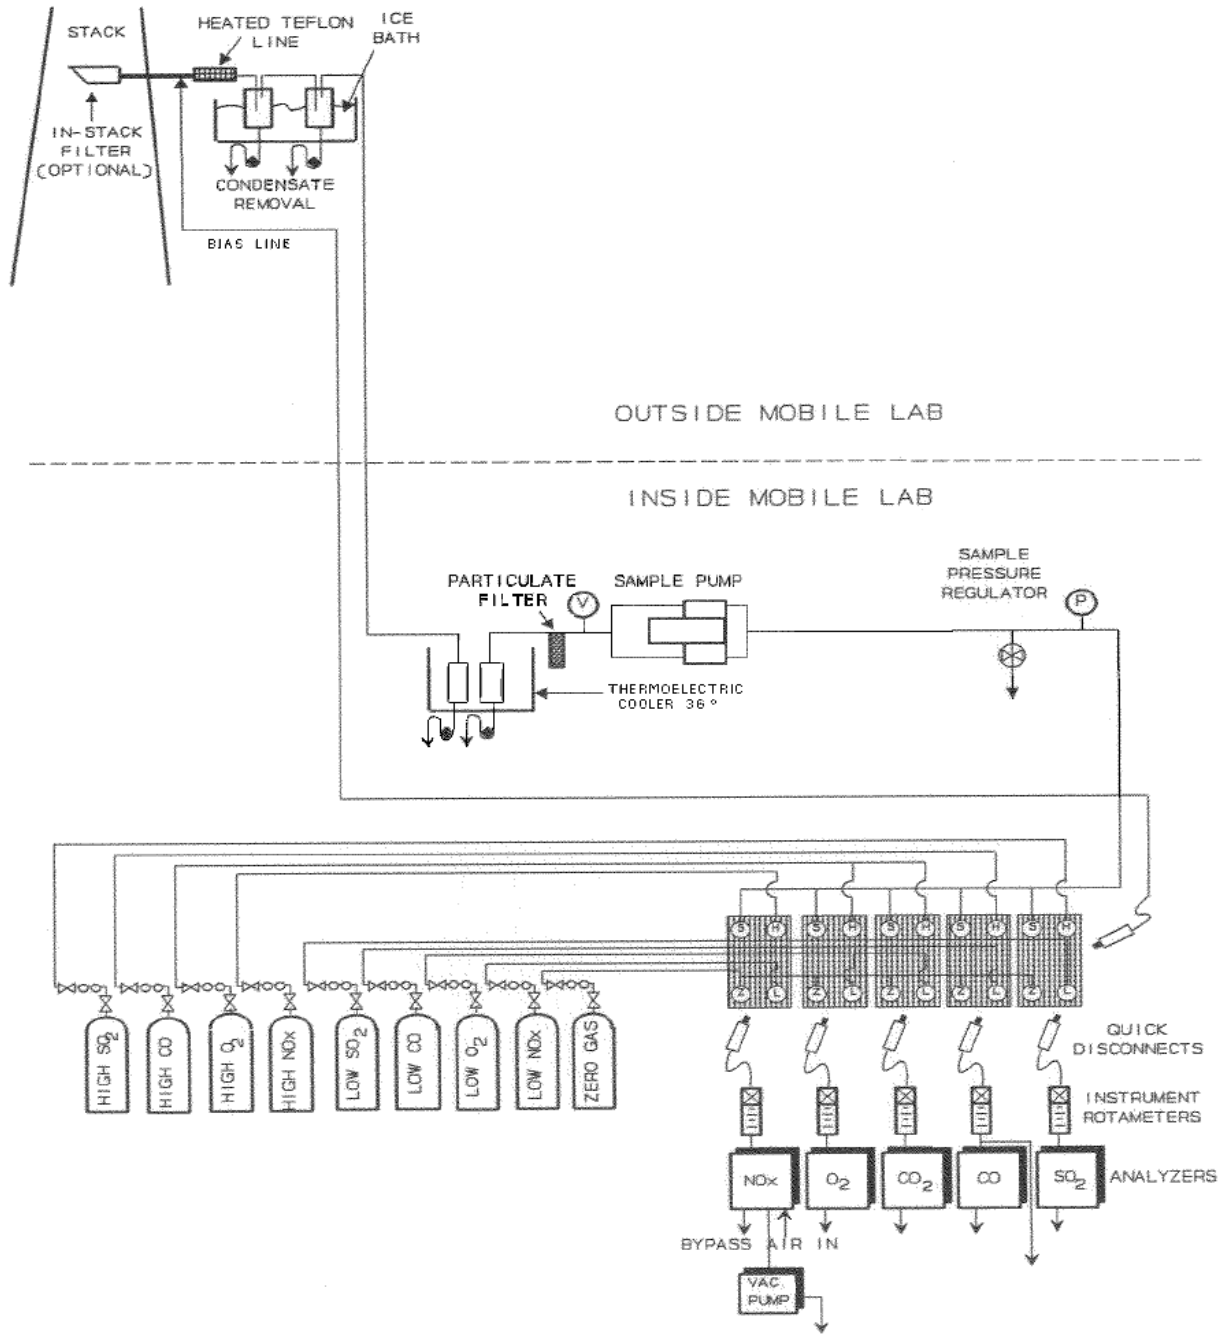 STACK
HEATED TEFLON
LINE
ICE
BATH
IN-STACK
FILTER
(OPTIONAL)
CONDENSATE
REMOVAL
BIAS LINE
OUTSIDE MOBILE LAB
INSIDE MOBILE LAB
PARTICULATE
FILTER
V
SAMPLE PUMP
SAMPLE
PRESSURE
REGULATOR
P
THERMOELECTRIC
COOLER 36°
S H S H S H S H S H
Z L Z L Z L Z L Z L
HIGH SO2
HIGH CO
HIGH O2
HIGH NOx
LOW SO2
LOW CO
LOW O2
LOW NOx
ZERO GAS
QUICK
DISCONNECTS
INSTRUMENT
ROTAMETERS
NOx
O2
CO2
CO
SO2
ANALYZERS
BYPASS AIR IN
VAC
PUMP